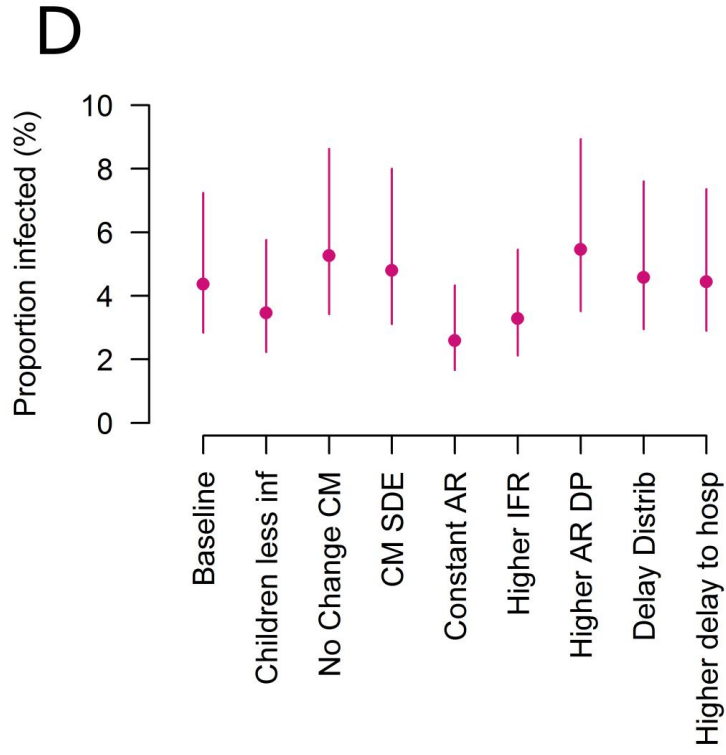 D
Proportion infected (%)
10
8
6
4
2
0
Baseline
Children less inf
No Change CM
CM SDE
Constant AR
Higher IFR
Higher AR DP
Delay Distrib
Higher delay to hosp